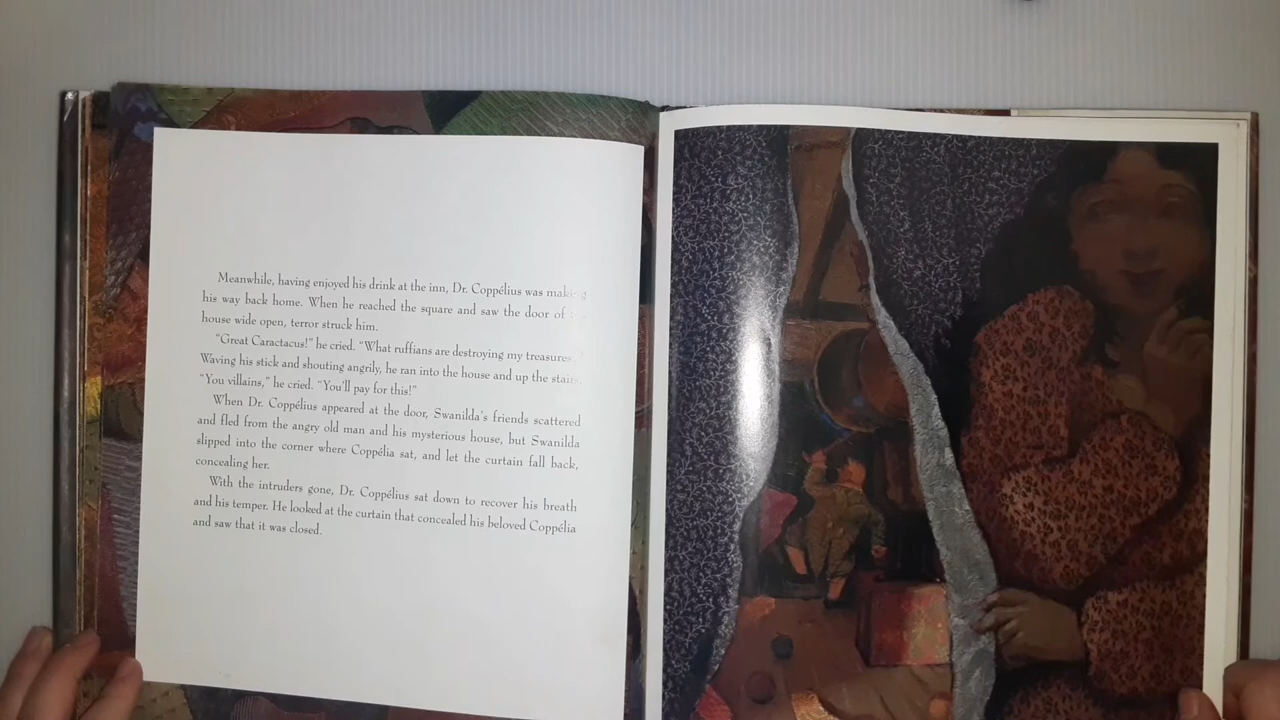 Meanwhile, having enjoyed his drink at the inn, Dr. Coppélius was making
his way back home. When he reached the square and saw the door of
house wide open, terror struck him.
"Great Caractacus!" he cried. "What ruffians are destroying my treasures
Waving his stick and shouting angrily, he ran into the house and up the stairs.
"You villains," he cried. "You'll pay for this!"
When Dr. Coppélius appeared at the door, Swanilda's friends scattered
and fled from the angry old man and his mysterious house, but Swanilda
slipped into the corner where Coppélia sat, and let the curtain fall back,
concealing her.
With the intruders gone, Dr. Coppélius sat down to recover his breath
and his temper. He looked at the curtain that concealed his beloved Coppélia
and saw that it was closed.